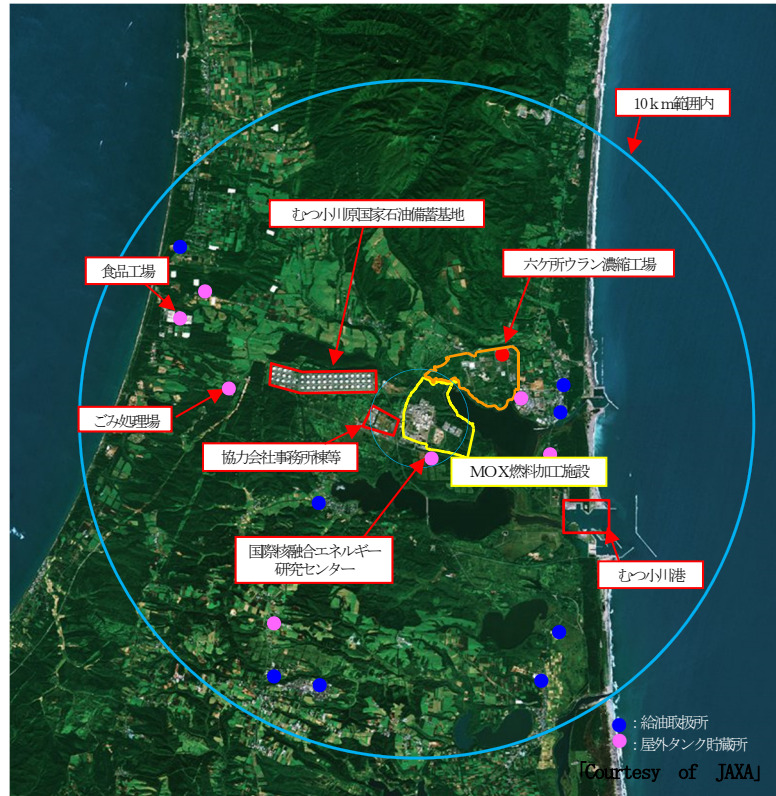 10km範囲内
むつ小川原国家石油備蓄基地
六ケ所ウラン濃縮工場
食品工場
ごみ処理場
協力会社事務所棟等
MOX燃料加工施設
国際核融合エネルギー
研究センター
むつ小川港
：給油取扱所
：屋外タンク貯蔵所
「Courtesy of JAXA」